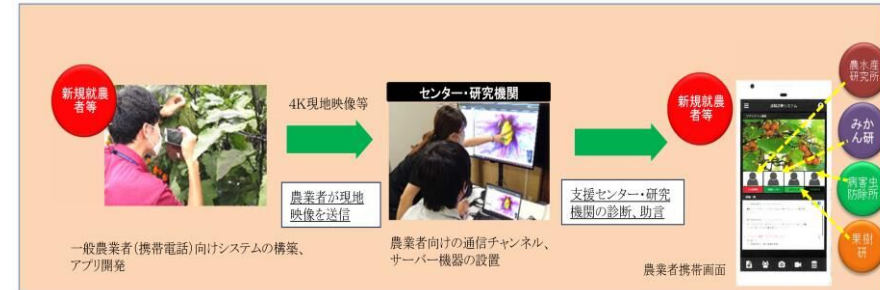 新規就農
者等
4K現地映像等
農業者が現地
映像を送信
一般農業者(携帯電話)向けシステムの構築、
アプリ開発
センター・研究機関
農業者向けの通信チャンネル、
サーバー機器の設置
支援センター・研究
機関の診断、助言
新規就農
者等
農業者携帯画面
農水産
研究所
みか
ん研
病害虫
防除所
果樹
研